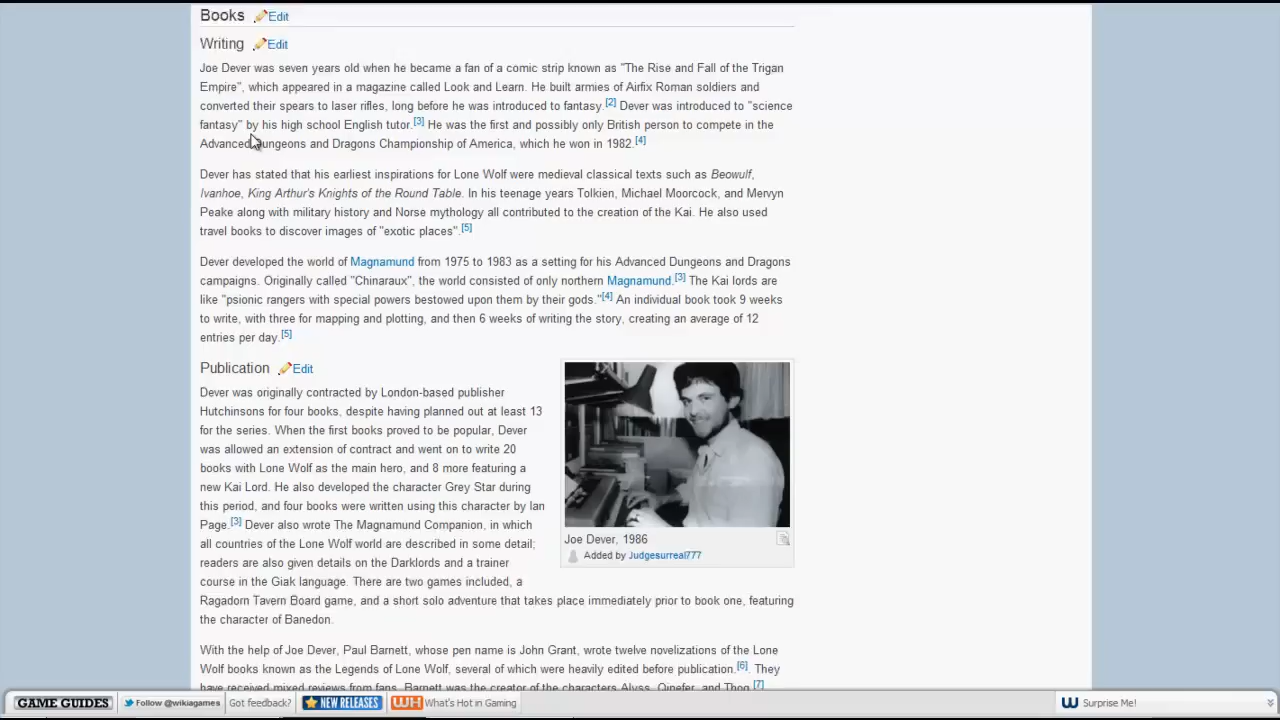 Books Edit
Writing Edit
Joe Dever was seven years old when he became a fan of a comic strip known as "The Rise and Fall of the Trigan
Empire", which appeared in a magazine called Look and Learn. He built armies of Airfix Roman soldiers and
converted their spears to laser rifles, long before he was introduced to fantasy.[2] Dever was introduced to "science
fantasy" by his high school English tutor.[3] He was the first and possibly only British person to compete in the
Advanced Dungeons and Dragons Championship of America, which he won in 1982.[4]
Dever has stated that his earliest inspirations for Lone Wolf were medieval classical texts such as Beowulf,
Ivanhoe, King Arthur's Knights of the Round Table. In his teenage years Tolkien, Michael Moorcock, and Mervyn
Peake along with military history and Norse mythology all contributed to the creation of the Kai. He also used
travel books to discover images of "exotic places".[5]
Dever developed the world of Magnamund from 1975 to 1983 as a setting for his Advanced Dungeons and Dragons
campaigns. Originally called "Chinaraux", the world consisted of only northern Magnamund.[3] The Kai lords are
like "psionic rangers with special powers bestowed upon them by their gods."[4] An individual book took 9 weeks
to write, with three for mapping and plotting, and then 6 weeks of writing the story, creating an average of 12
entries per day.[5]
Publication Edit
Dever was originally contracted by London-based publisher
Hutchinsons for four books, despite having planned out at least 13
for the series. When the first books proved to be popular, Dever
was allowed an extension of contract and went on to write 20
books with Lone Wolf as the main hero, and 8 more featuring a
new Kai Lord. He also developed the character Grey Star during
this period, and four books were written using this character by Ian
Page.[3] Dever also wrote The Magnamund Companion, in which
all countries of the Lone Wolf world are described in some detail;
readers are also given details on the Darklords and a trainer
course in the Giak language. There are two games included, a
Ragadorn Tavern Board game, and a short solo adventure that takes place immediately prior to book one, featuring
the character of Banedon.
Joe Dever, 1986
Added by Judgesurreal777
With the help of Joe Dever, Paul Barnett, whose pen name is John Grant, wrote twelve novelizations of the Lone
Wolf books known as the Legends of Lone Wolf, several of which were heavily edited before publication.[6] They
have received mixed reviews from fans. Barnett was the creator of the characters Alyss, Qinefer, and Thog.[7]
GAME GUIDES Follow @wikiagames Got feedback? NEW RELEASES WH What's Hot in Gaming Surprise Me!